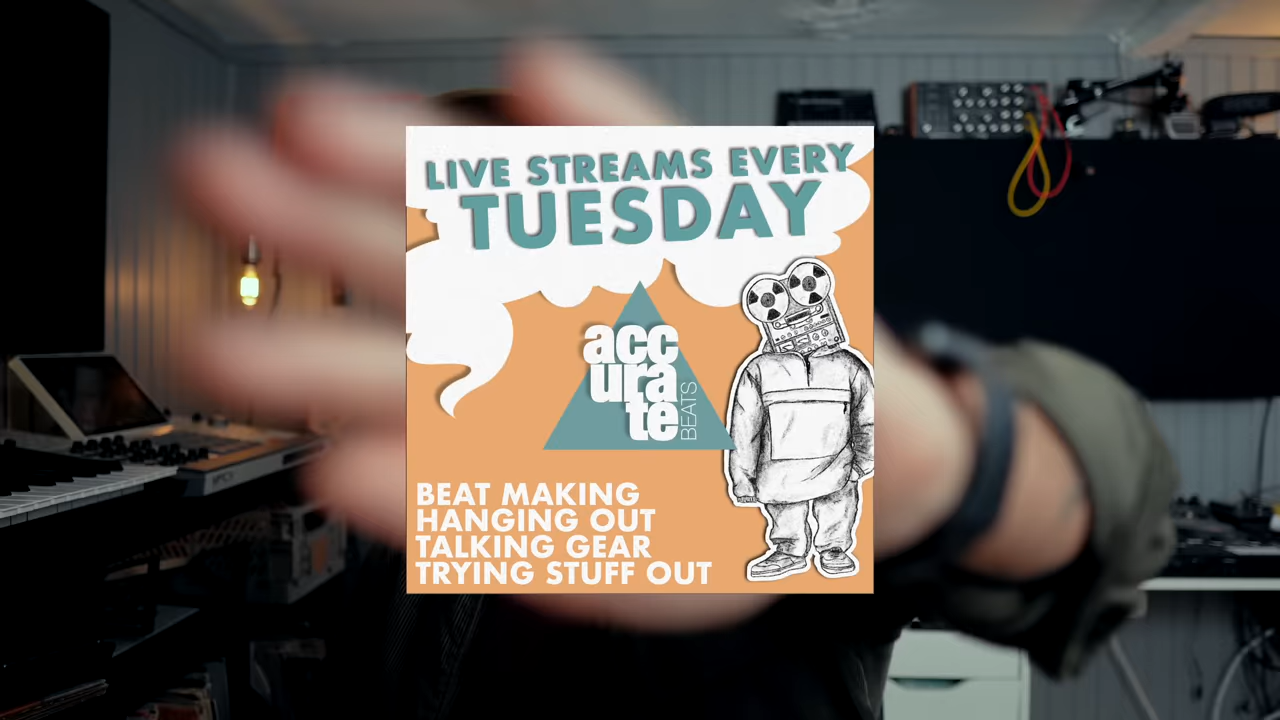 LIVE STREAMS EVERY
TUESDAY
acc
ura
te
BEATS
BEAT MAKING
HANGING OUT
TALKING GEAR
TRYING STUFF OUT